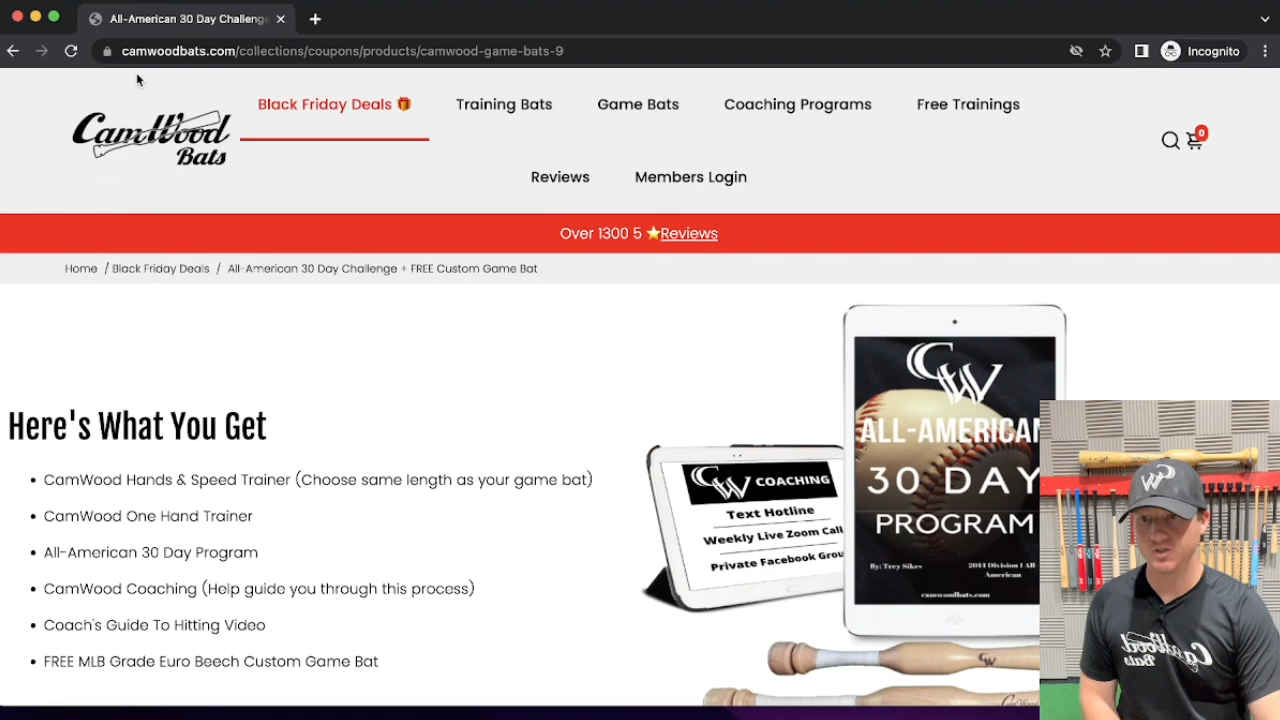 All-American 30 Day Challenge
camwoodbats.com/collections/coupons/products/camwood-game-bats-9
Incognito
CamWood
Bats
Black Friday Deals
Training Bats
Game Bats
Coaching Programs
Free Trainings
0
Reviews
Members Login
Over 1300 5 ⭐Reviews
Home / Black Friday Deals / All-American 30 Day Challenge + FREE Custom Game Bat
Here's What You Get
• CamWood Hands & Speed Trainer (Choose same length as your game bat)
• CamWood One Hand Trainer
• All-American 30 Day Program
• CamWood Coaching (Help guide you through this process)
• Coach's Guide To Hitting Video
• FREE MLB Grade Euro Beech Custom Game Bat
CW COACHING
Text Hotline
Weekly Live Zoom Call
Private Facebook Grou
CW
ALL-AMERICAN
30 DAY
PROGRAM
By: Trey Sikes
2014 Division I All-
American
camwoodbats.com
CW
CW
CamWood
Bats